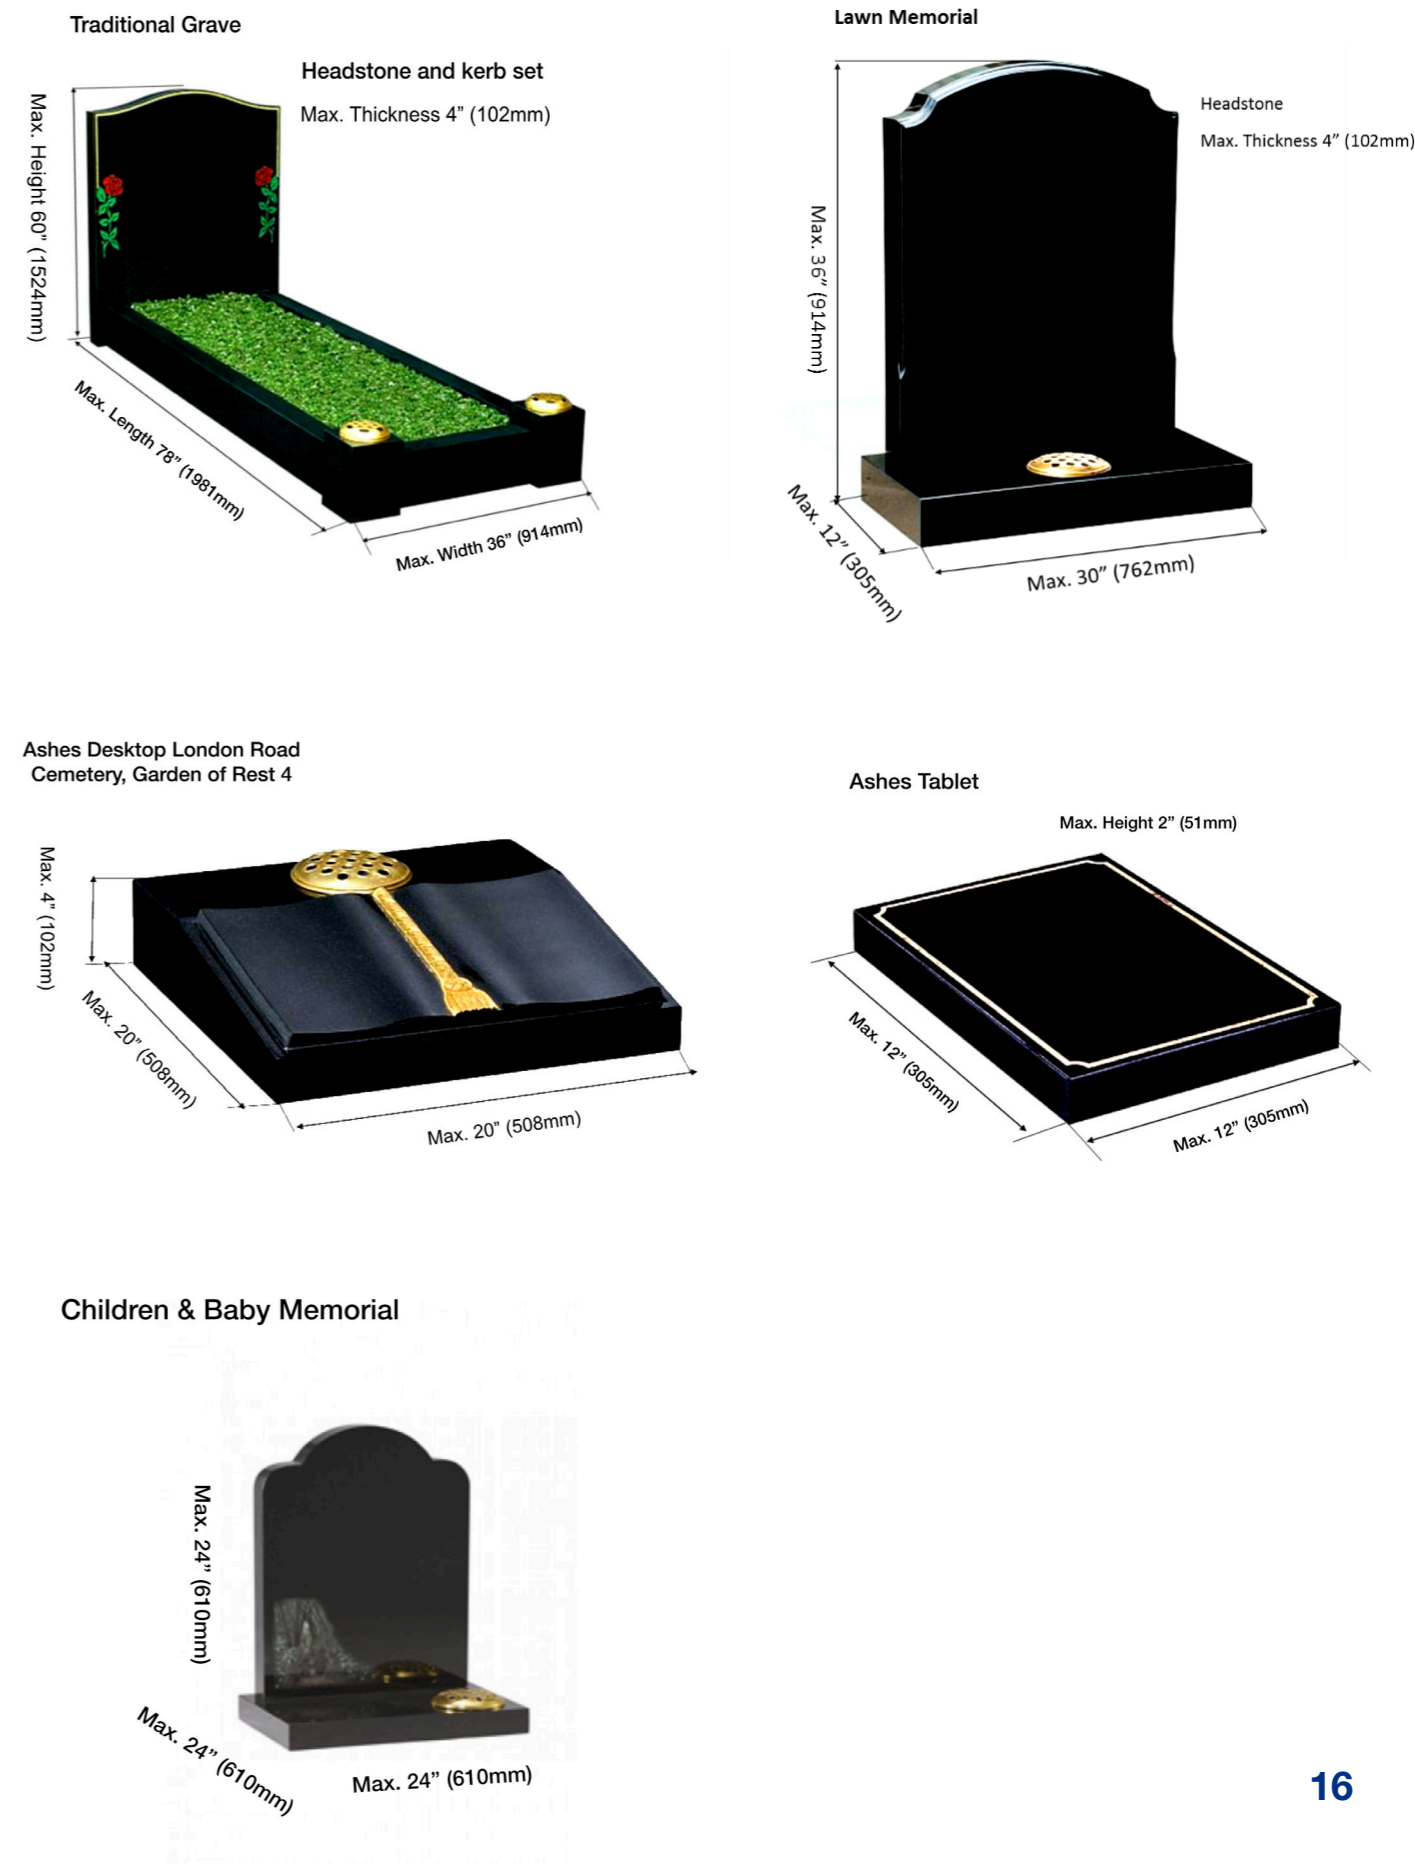 Traditional Grave
Headstone and kerb set
Max. Thickness 4” (102mm)
Max. Height 60” (1524mm)
Max. Length 78” (1981mm)
Max. Width 36” (914mm)
Lawn Memorial
Headstone
Max. Thickness 4” (102mm)
Max. 36” (914mm)
Max. 12” (305mm)
Max. 30” (762mm)
Ashes Desktop London Road
Cemetery, Garden of Rest 4
Max. 4” (102mm)
Max. 20” (508mm)
Max. 20” (508mm)
Ashes Tablet
Max. Height 2” (51mm)
Max. 12” (305mm)
Max. 12” (305mm)
Children & Baby Memorial
Max. 24” (610mm)
Max. 24” (610mm)
Max. 24” (610mm)
16